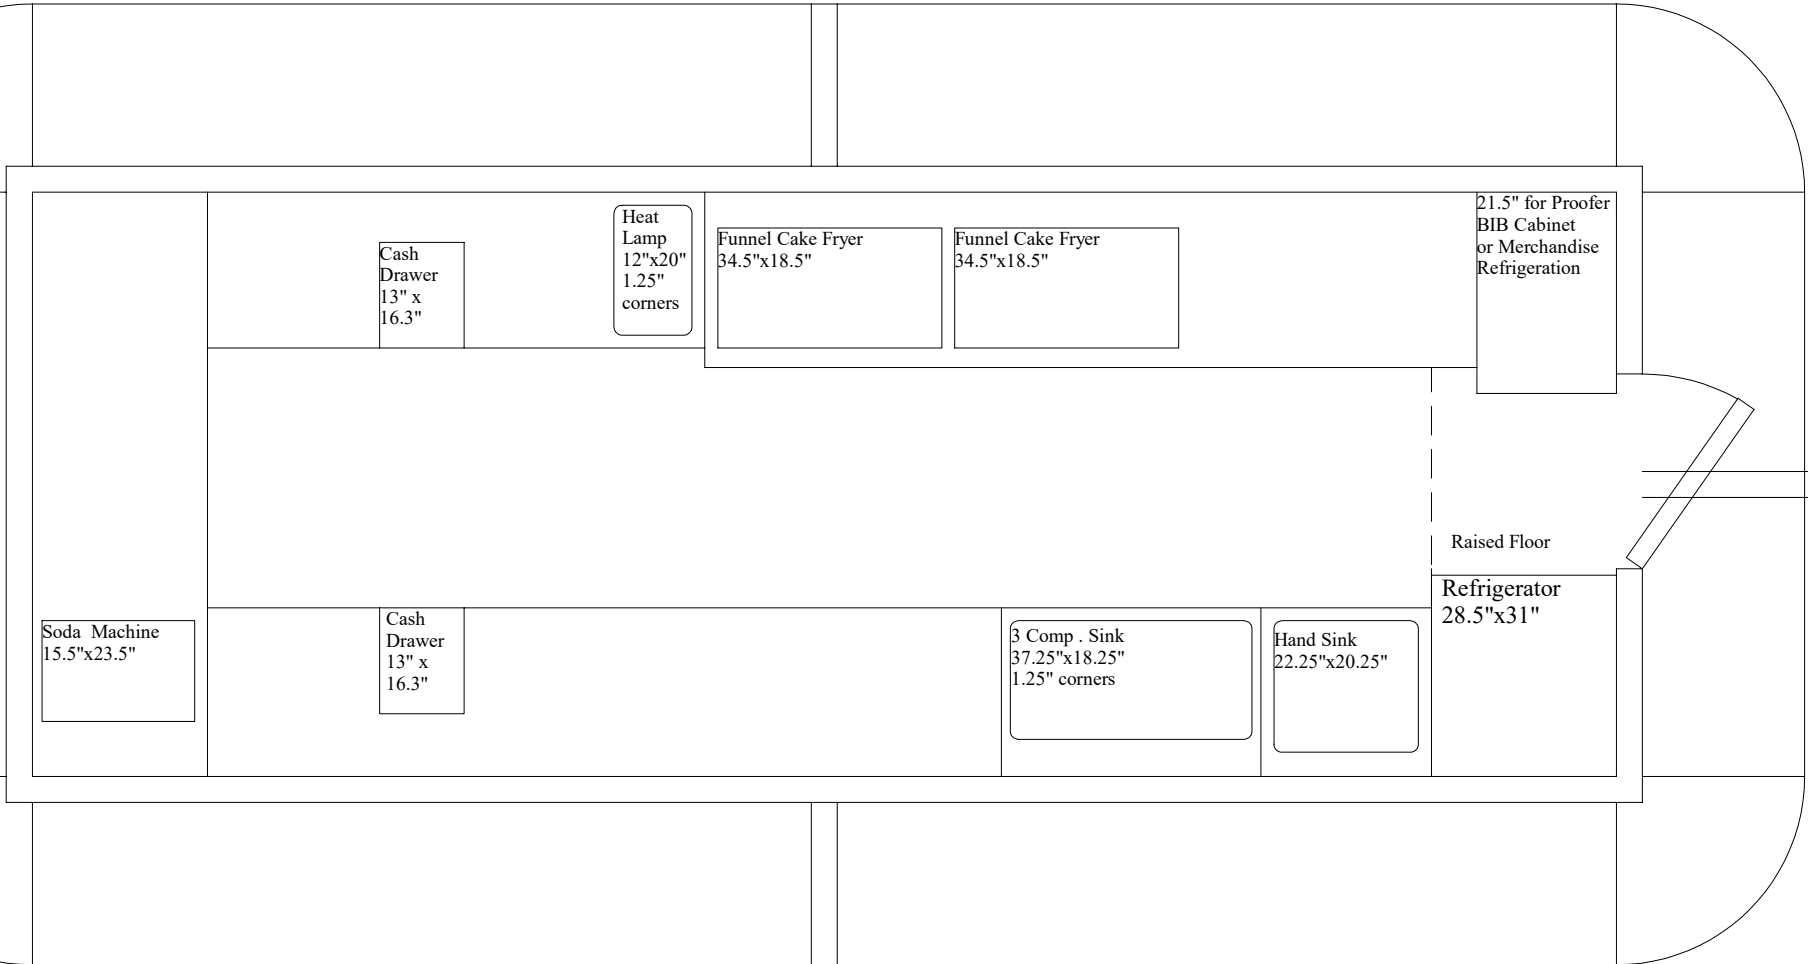 Heat
Lamp
12"x20"
1.25"
corners
Cash
Drawer
13" x
16.3"
Funnel Cake Fryer
34.5"x18.5"
Funnel Cake Fryer
34.5"x18.5"
21.5" for Proofer
BIB Cabinet
or Merchandise
Refrigeration
Raised Floor
Refrigerator
28.5"x31"
Soda  Machine
15.5"x23.5"
Cash
Drawer
13" x
16.3"
3 Comp . Sink
37.25"x18.25"
1.25" corners
Hand Sink
22.25"x20.25"